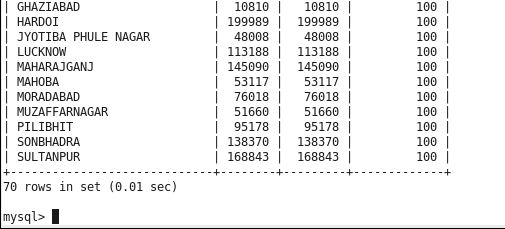 | GHAZIABAD                   |  10810 |   10810 |         100 |
| HARDOI                      | 199989 |  199989 |         100 |
| JYOTIBA PHULE NAGAR         |  48008 |   48008 |         100 |
| LUCKNOW                     | 113188 |  113188 |         100 |
| MAHARAJGANJ                 | 145090 |  145090 |         100 |
| MAHOBA                      |  53117 |   53117 |         100 |
| MORADABAD                   |  76018 |   76018 |         100 |
| MUZAFFARNAGAR               |  51660 |   51660 |         100 |
| PILIBHIT                    |  95178 |   95178 |         100 |
| SONBHADRA                   | 138370 |  138370 |         100 |
| SULTANPUR                   | 168843 |  168843 |         100 |
+-----------------------------+--------+---------+-------------+
70 rows in set (0.01 sec)
mysql>